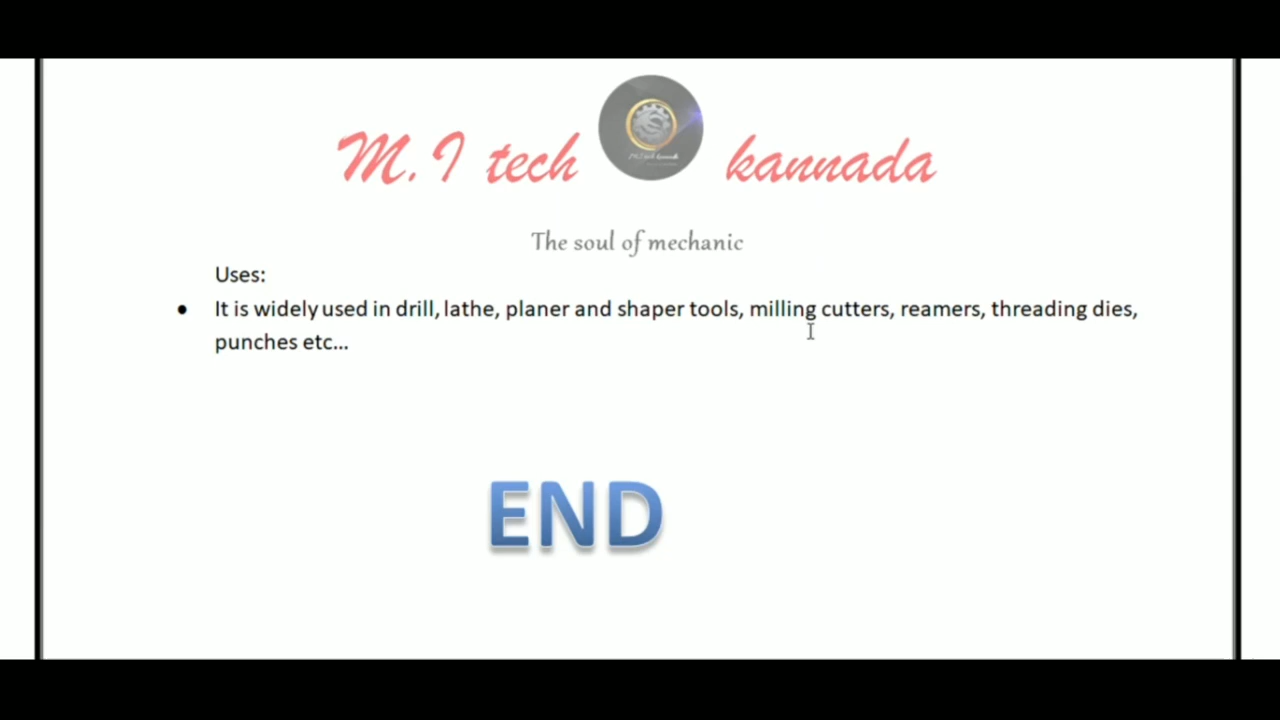 M.I tech kannada
The soul of mechanic
Uses:
• It is widely used in drill, lathe, planer and shaper tools, milling cutters, reamers, threading dies,
punches etc...
END